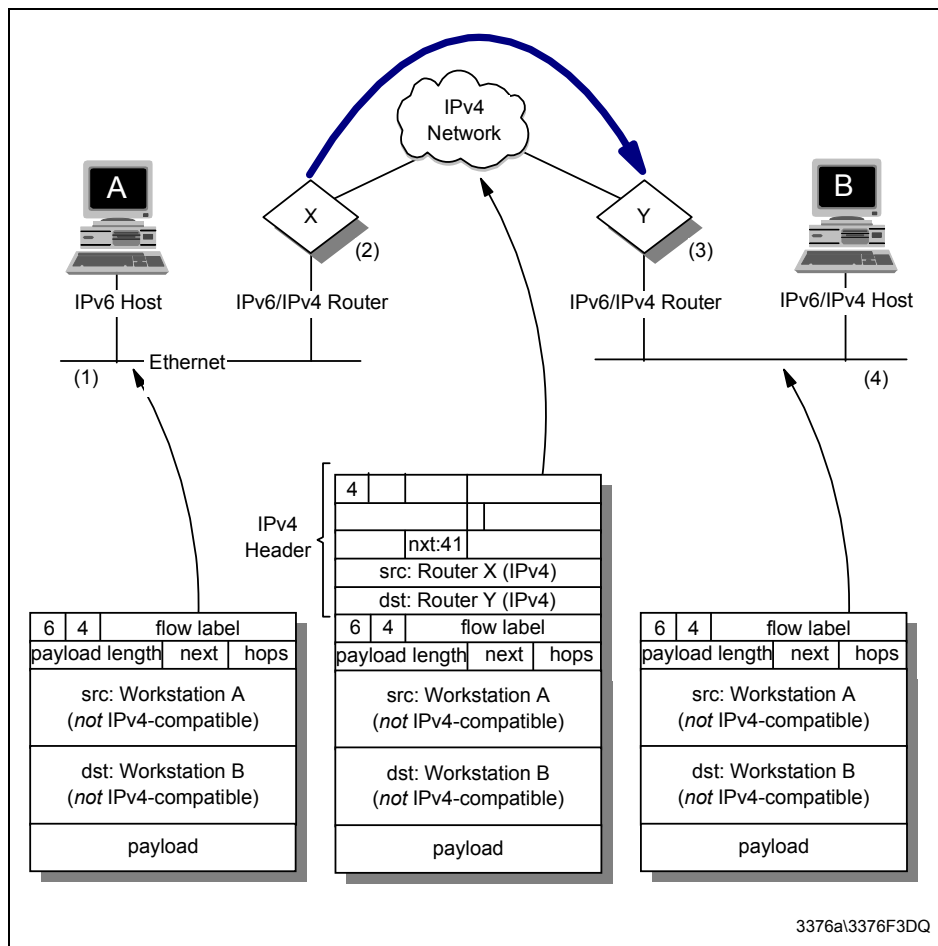 IPv4
Network
A
B
X
Y
(2)
(3)
IPv6 Host
IPv6/IPv4 Router
IPv6/IPv4 Router
IPv6/IPv4 Host
Ethernet
(1)
(4)
IPv4
Header
4
nxt:41
src: Router X (IPv4)
dst: Router Y (IPv4)
6 4 flow label
payload length next hops
src: Workstation A
(not IPv4-compatible)
dst: Workstation B
(not IPv4-compatible)
payload
6 4 flow label
payload length next hops
src: Workstation A
(not IPv4-compatible)
dst: Workstation B
(not IPv4-compatible)
payload
6 4 flow label
payload length next hops
src: Workstation A
(not IPv4-compatible)
dst: Workstation B
(not IPv4-compatible)
payload
3376a\3376F3DQ